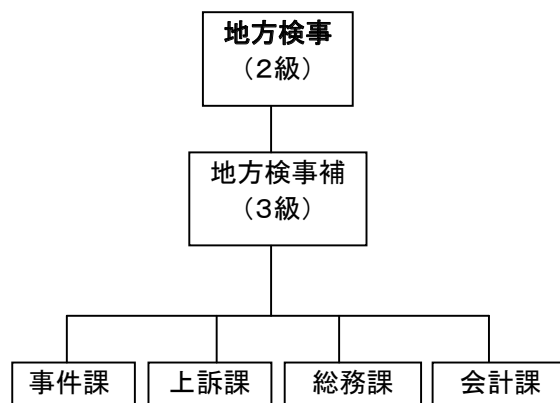 地方検事
（２級）
地方検事補
（３級）
事件課
上訴課
総務課
会計課